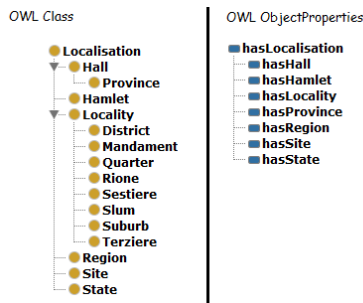 OWL Class
Localisation
Hall
Province
Hamlet
Locality
District
Mandament
Quarter
Rione
Sestiere
Slum
Suburb
Terziere
Region
Site
State
OWL ObjectProperties
hasLocalisation
hasHall
hasHamlet
hasLocality
hasProvince
hasRegion
hasSite
hasState